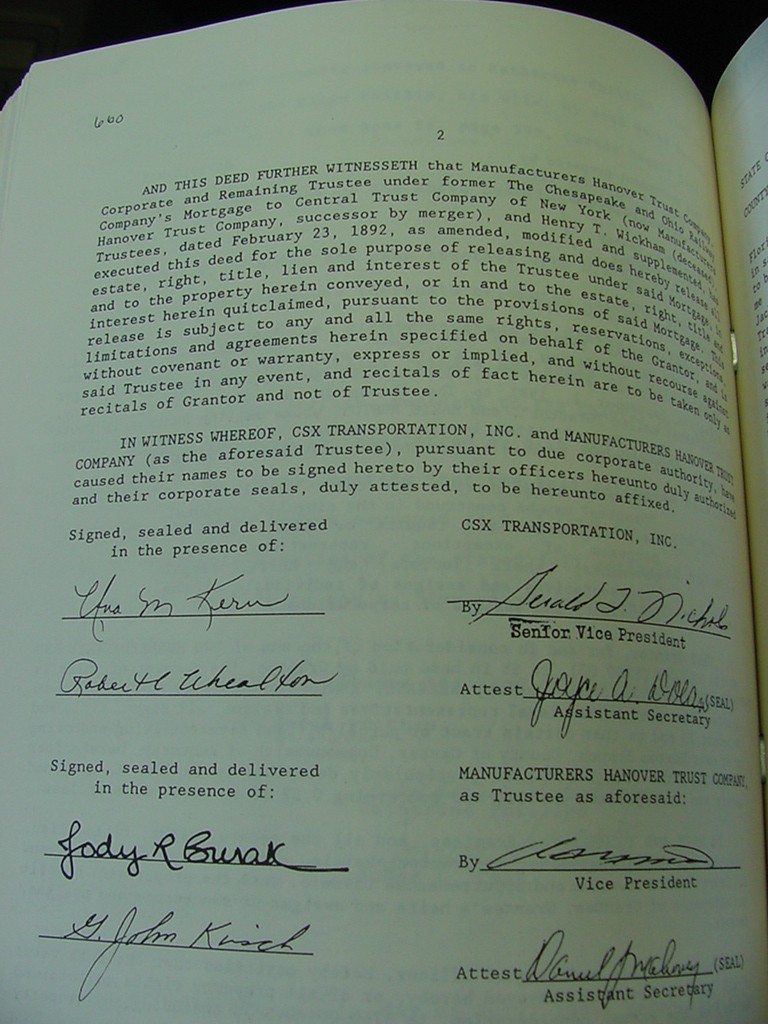 660
2
AND THIS DEED FURTHER WITNESSETH that Manufacturers Hanover Trust Company,
Corporate and Remaining Trustee under former The Chesapeake and Ohio Railway
Company's Mortgage to Central Trust Company of New York (now Manufacturers
Hanover Trust Company, successor by merger), and Henry T. Wickham (deceased),
Trustees, dated February 23, 1892, as amended, modified and supplemented, has
executed this deed for the sole purpose of releasing and does hereby release all
estate, right, title, lien and interest of the Trustee under said Mortgage, in
and to the property herein conveyed, or in and to the estate, right, title and
interest herein quitclaimed, pursuant to the provisions of said Mortgage. This
release is subject to any and all the same rights, reservations, exceptions,
limitations and agreements herein specified on behalf of the Grantor, and is
without covenant or warranty, express or implied, and without recourse against
said Trustee in any event, and recitals of fact herein are to be taken only as
recitals of Grantor and not of Trustee.
IN WITNESS WHEREOF, CSX TRANSPORTATION, INC. and MANUFACTURERS HANOVER TRUST
COMPANY (as the aforesaid Trustee), pursuant to due corporate authority, have
caused their names to be signed hereto by their officers hereunto duly authorized
and their corporate seals, duly attested, to be hereunto affixed.
Signed, sealed and delivered
in the presence of:
CSX TRANSPORTATION, INC.
M Kern
By Gerald L. Nichols
Senior Vice President
Robert L Whealton
Attest Joyce A. (SEAL)
Assistant Secretary
Signed, sealed and delivered
in the presence of:
MANUFACTURERS HANOVER TRUST COMPANY,
as Trustee as aforesaid:
Jody R Busak
By
Vice President
G. John Kirsch
Attest Daniel J Mahoney (SEAL)
Assistant Secretary
STATE
COUNTY